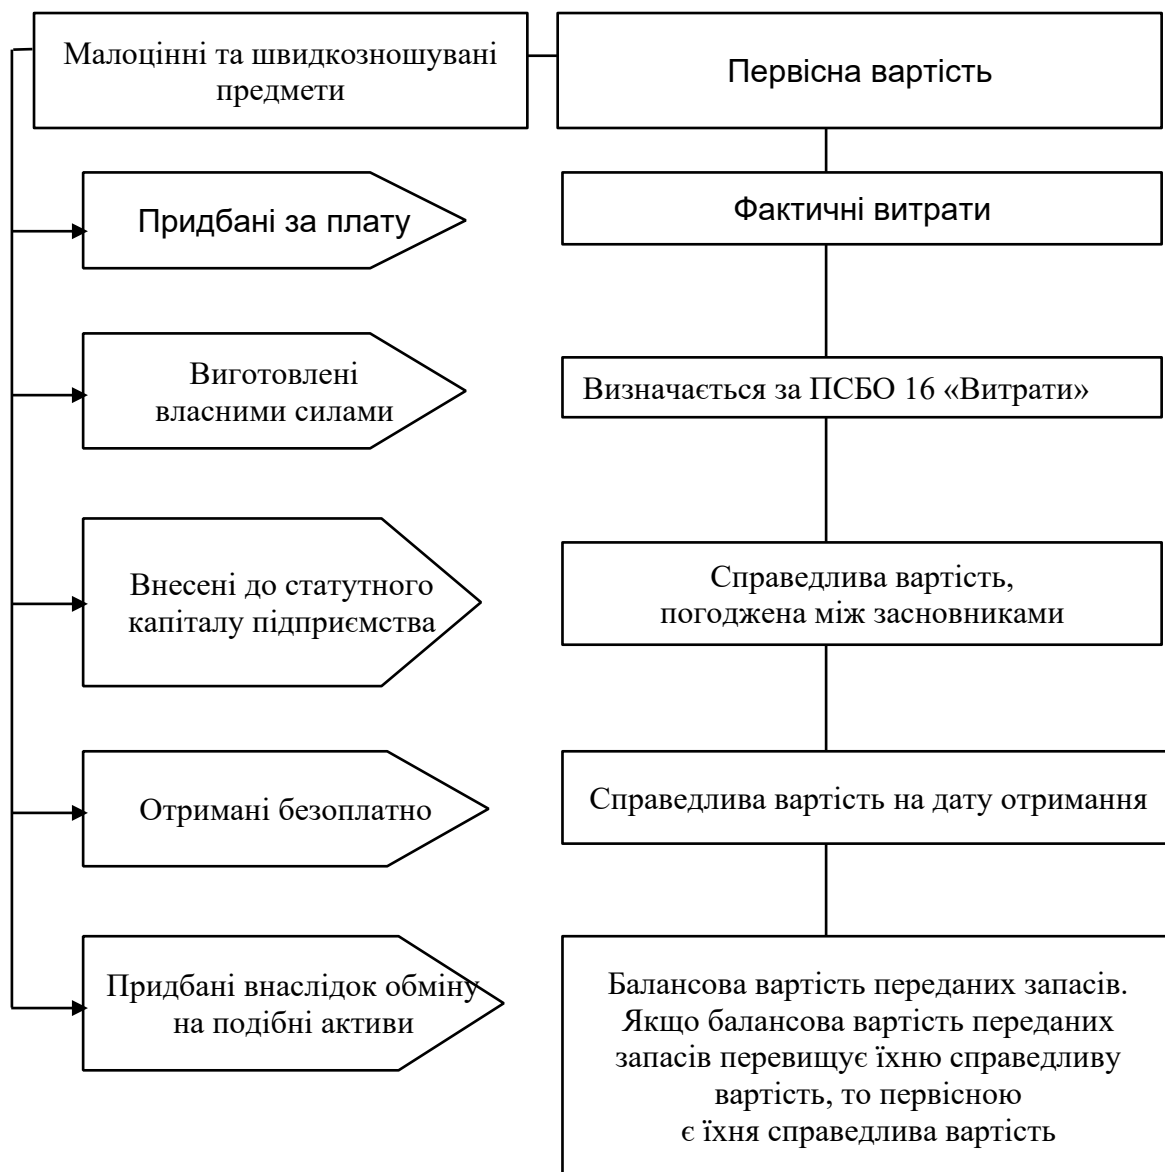 Малоцінні та швидкозношувані
предмети
Первісна вартість
Придбані за плату
Фактичні витрати
Виготовлені
власними силами
Визначається за ПСБО 16 «Витрати»
Внесені до статутного
капіталу підприємства
Справедлива вартість,
погоджена між засновниками
Отримані безоплатно
Справедлива вартість на дату отримання
Придбані внаслідок обміну
на подібні активи
Балансова вартість переданих запасів.
Якщо балансова вартість переданих
запасів перевищує їхню справедливу
вартість, то первісною
є їхня справедлива вартість